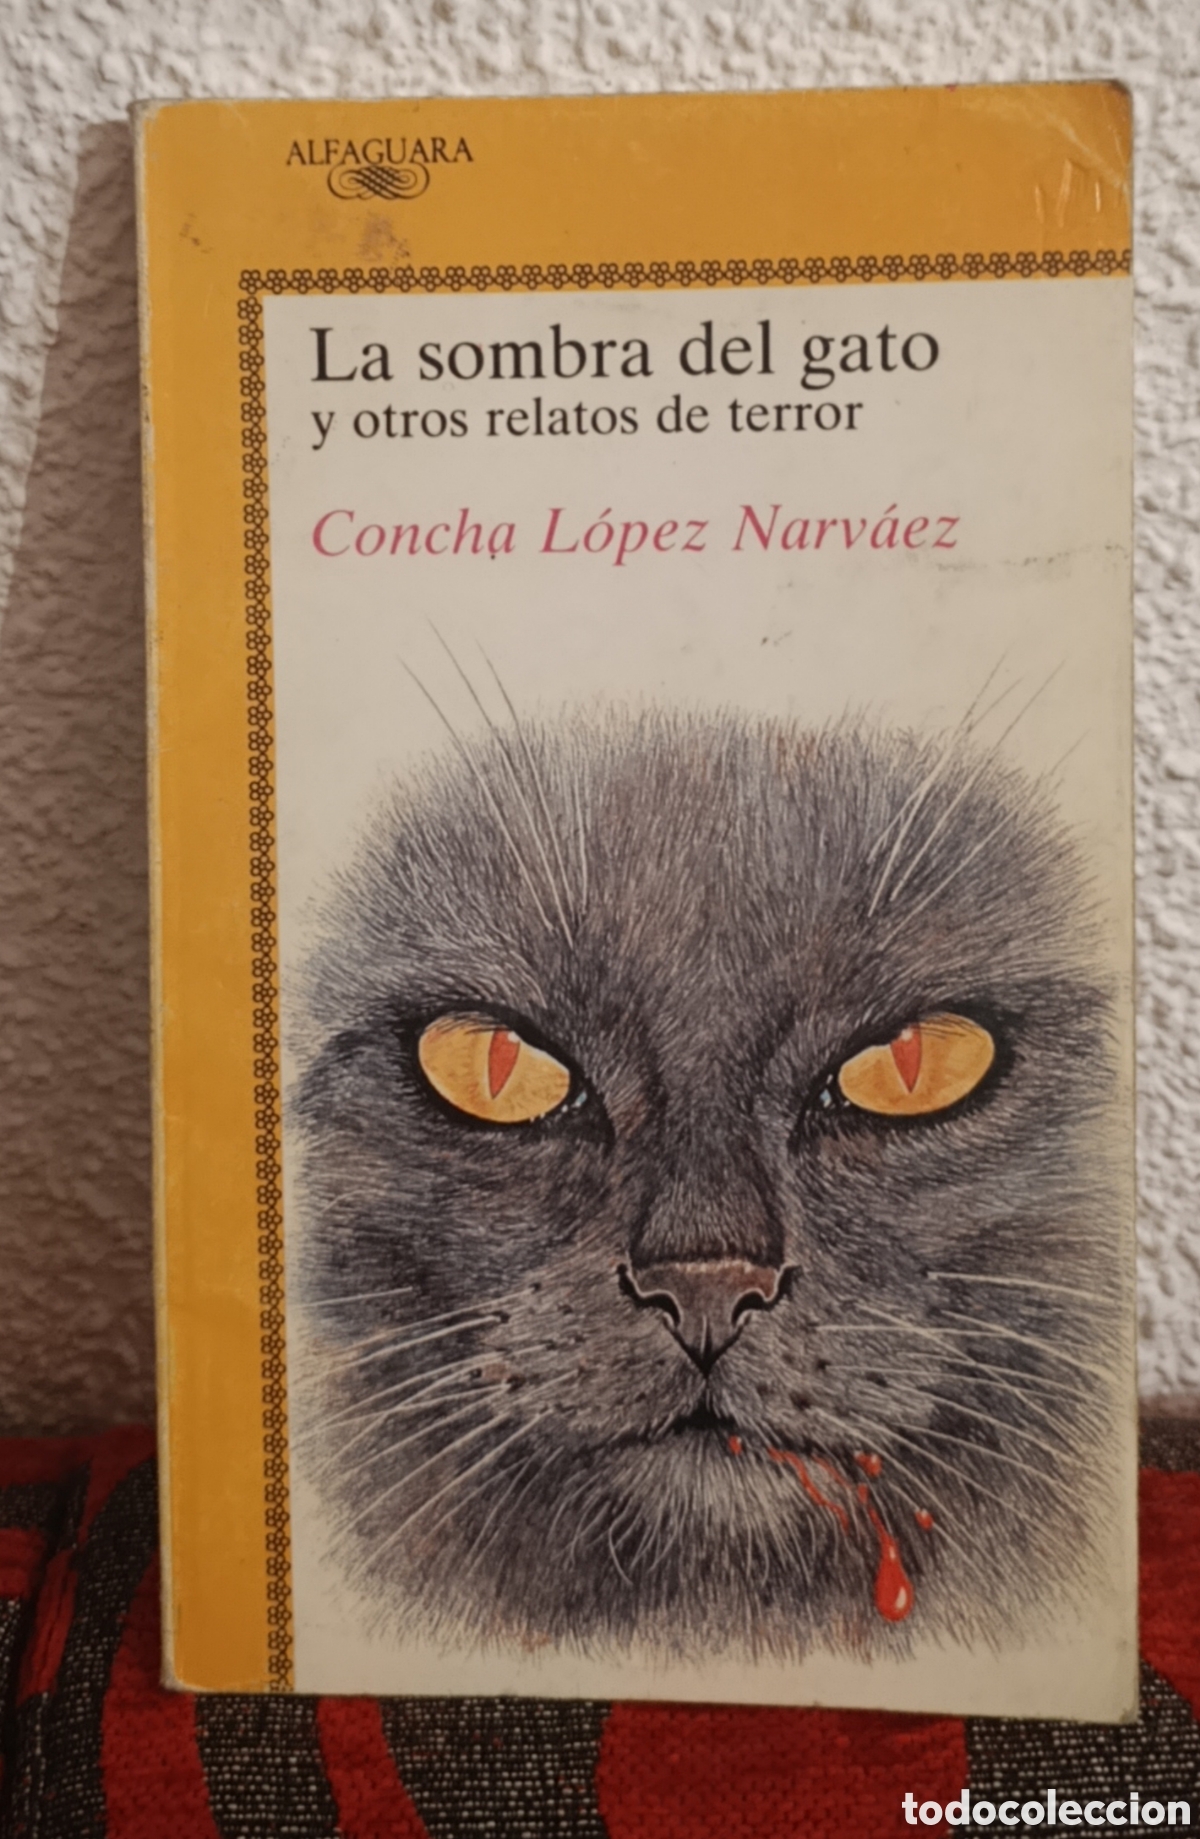 ALFAGUARA
La sombra del gato
y otros relatos de terror
Concha López Narváez
todocoleccion